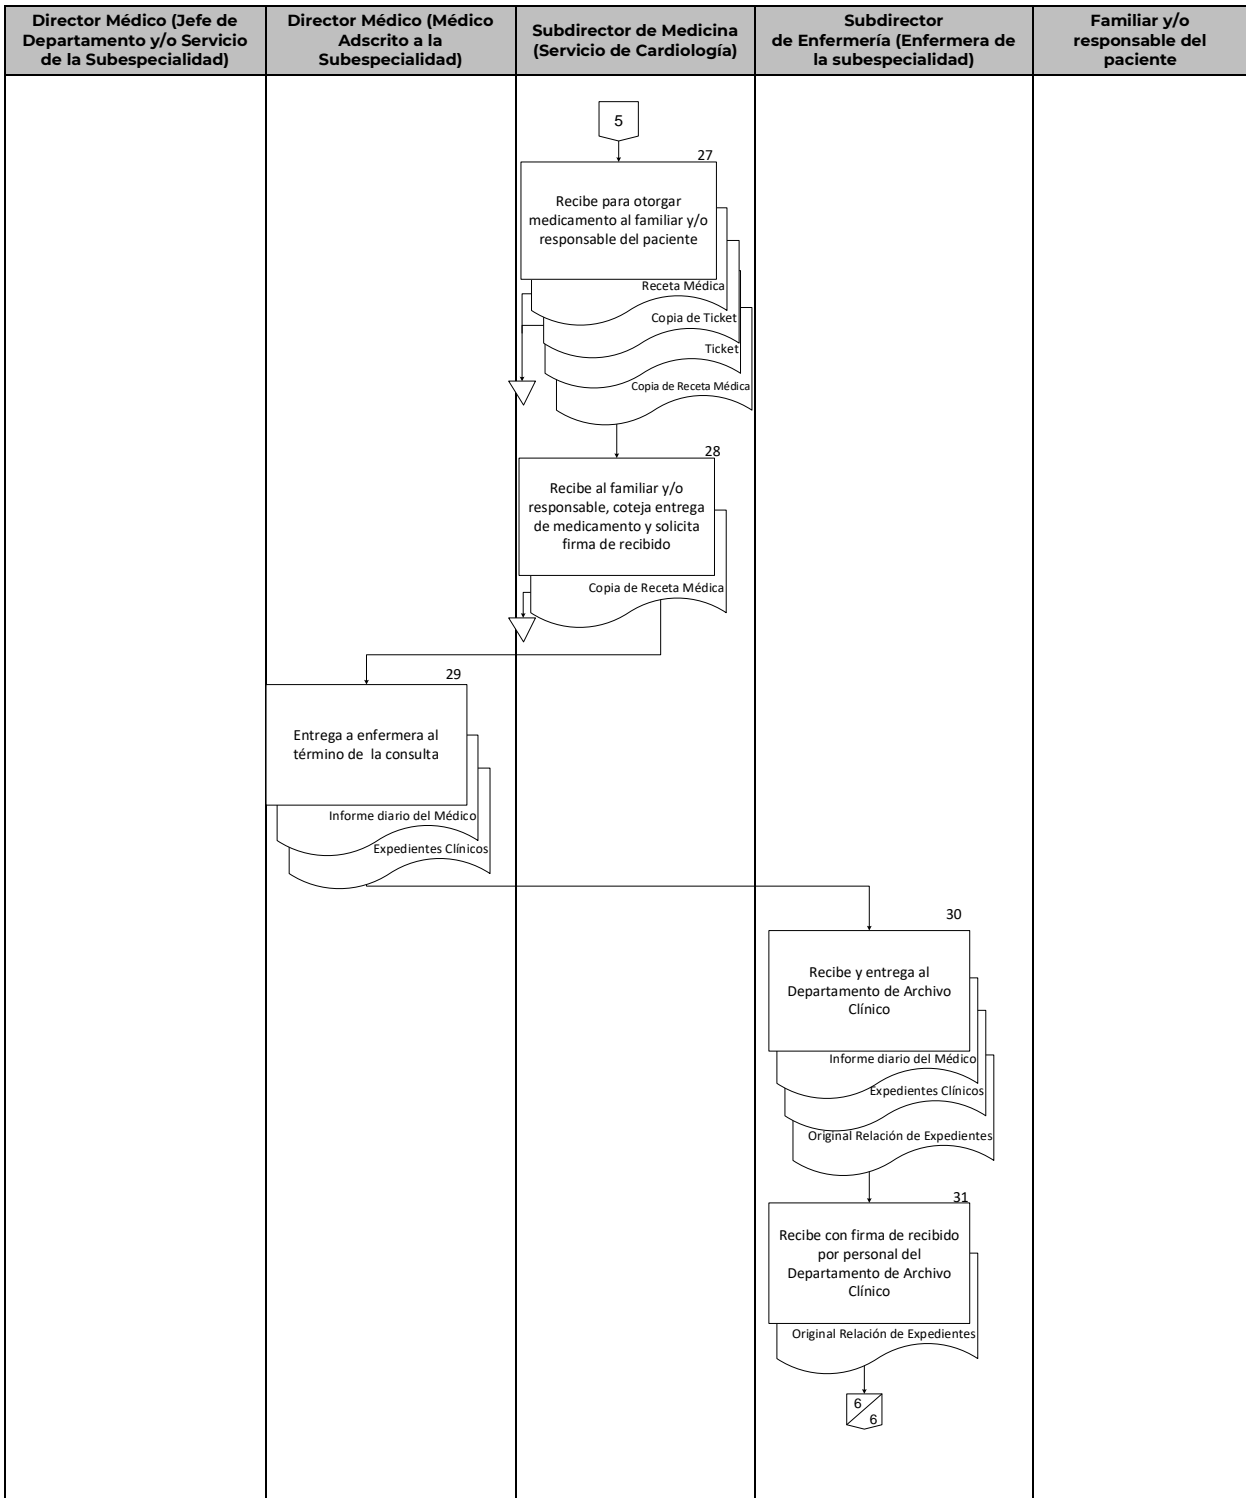 Director Médico (Jefe de
Departamento y/o Servicio
de la Subespecialidad)
Director Médico (Médico
Adscrito a la
Subespecialidad)
Subdirector de Medicina
(Servicio de Cardiología)
Subdirector
de Enfermería (Enfermera de
la subespecialidad)
Familiar y/o
responsable del
paciente
5
27
Recibe para otorgar
medicamento al familiar y/o
responsable del paciente
Receta Médica
Copia de Ticket
Ticket
Copia de Receta Médica
28
Recibe al familiar y/o
responsable, coteja entrega
de medicamento y solicita
firma de recibido
Copia de Receta Médica
29
Entrega a enfermera al
término de la consulta
Informe diario del Médico
Expedientes Clínicos
30
Recibe y entrega al
Departamento de Archivo
Clínico
Informe diario del Médico
Expedientes Clínicos
Original Relación de Expedientes
31
Recibe con firma de recibido
por personal del
Departamento de Archivo
Clínico
Original Relación de Expedientes
6
6